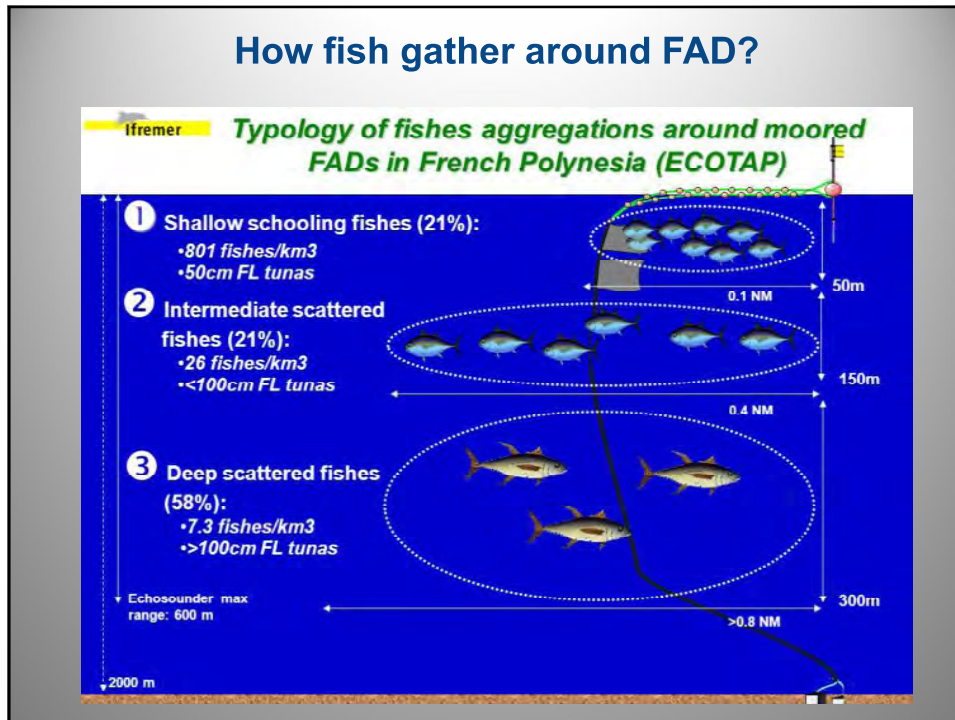 How fish gather around FAD?
Ifremer
Typology of fishes aggregations around moored
FADs in French Polynesia (ECOTAP)
1 Shallow schooling fishes (21%):
•801 fishes/km3
•50cm FL tunas
50m
0.1 NM
2 Intermediate scattered
fishes (21%):
•26 fishes/km3
•<100cm FL tunas
150m
0.4 NM
3 Deep scattered fishes
(58%):
•7.3 fishes/km3
•>100cm FL tunas
Echosounder max
range: 600 m
300m
>0.8 NM
2000 m